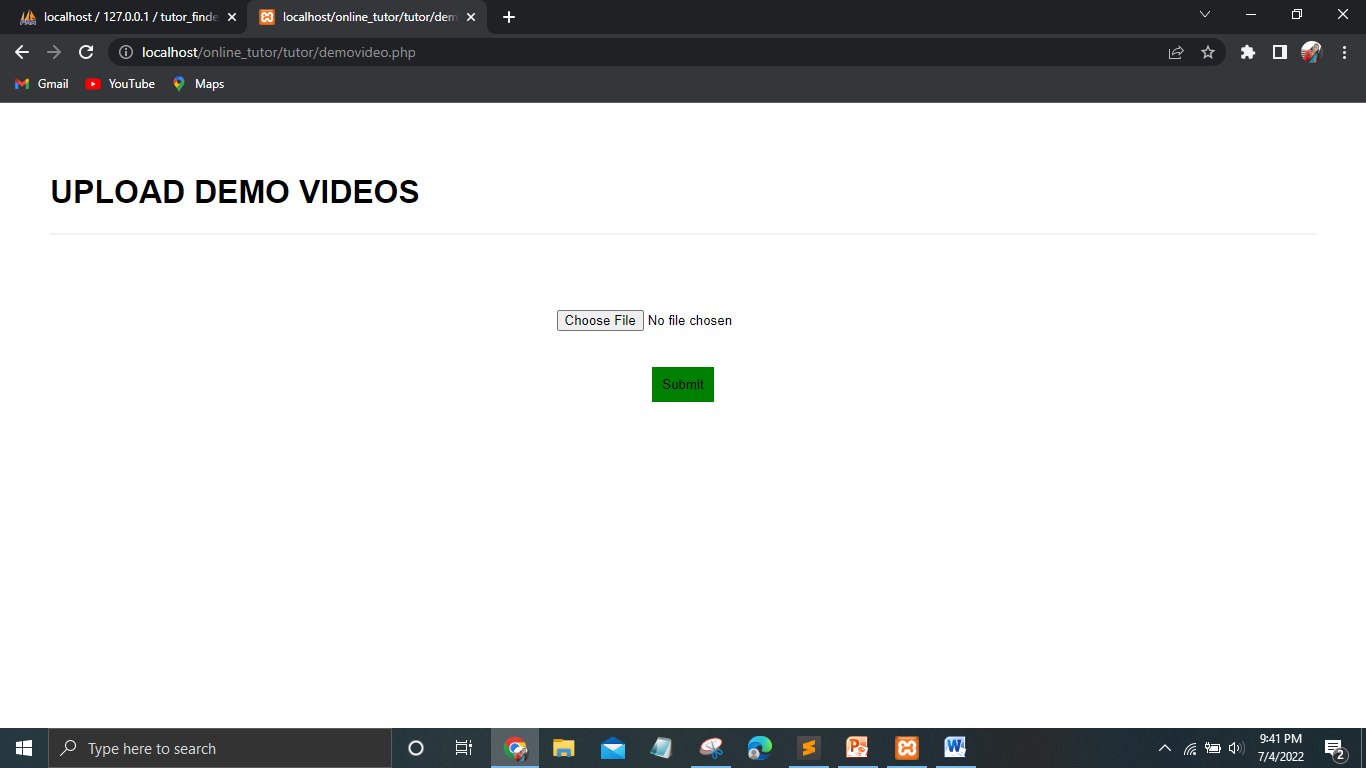 localhost / 127.0.0.1 / tutor_finde
localhost/online_tutor/tutor/dem
localhost/online_tutor/tutor/demovideo.php
Gmail
YouTube
Maps
UPLOAD DEMO VIDEOS
Choose File No file chosen
Submit
Type here to search
9:41 PM
7/4/2022
2